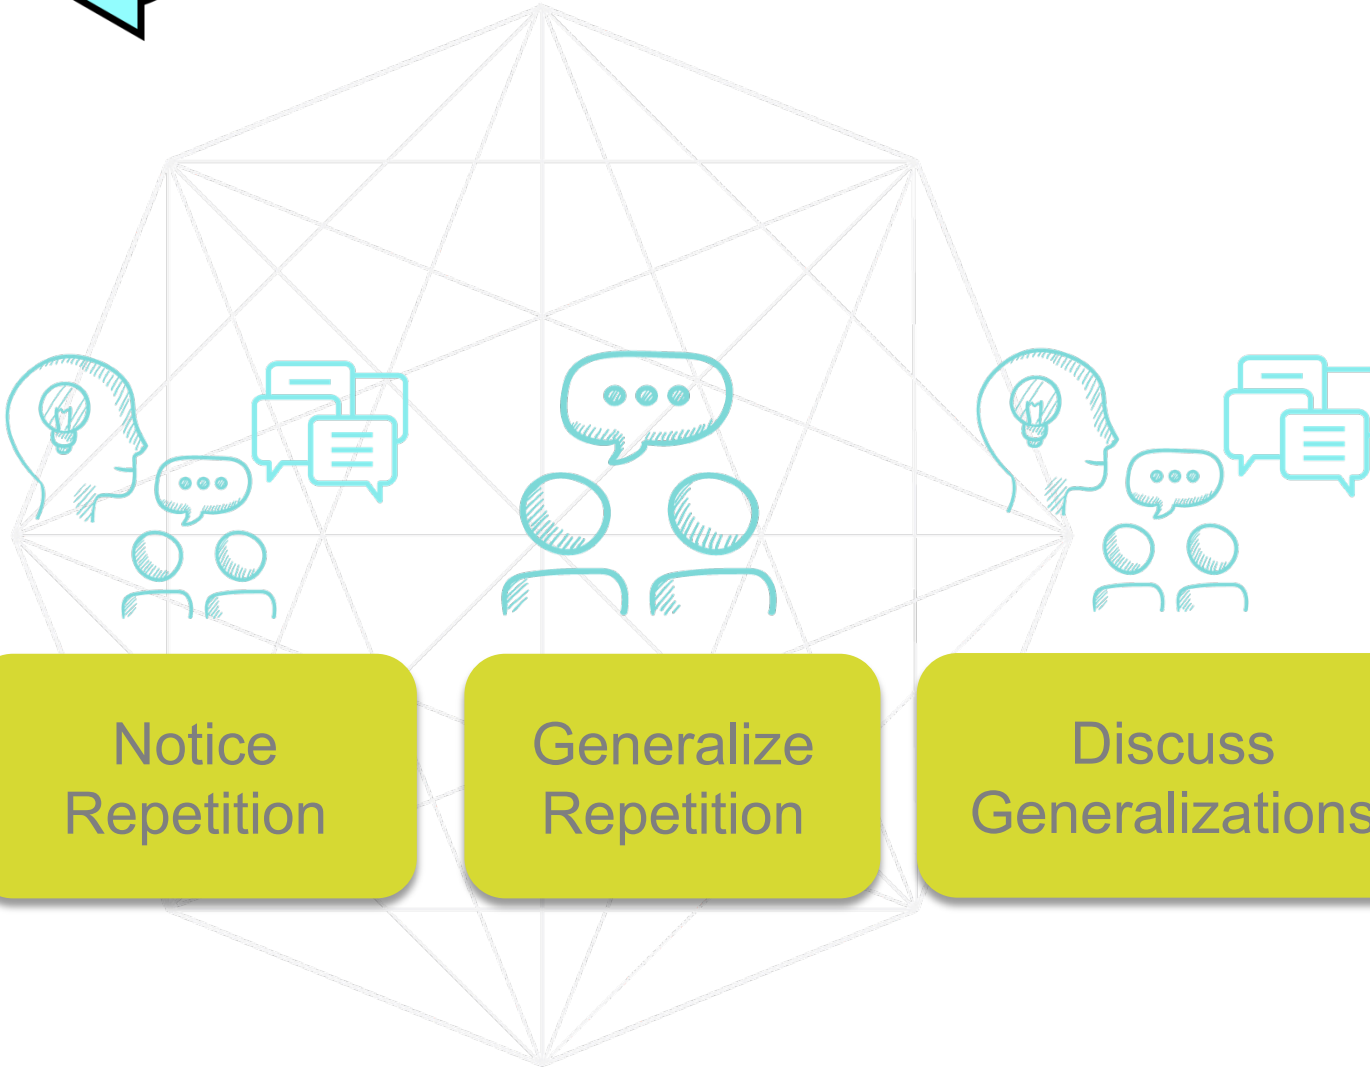 Notice
Repetition
Generalize
Repetition
Discuss
Generalizations